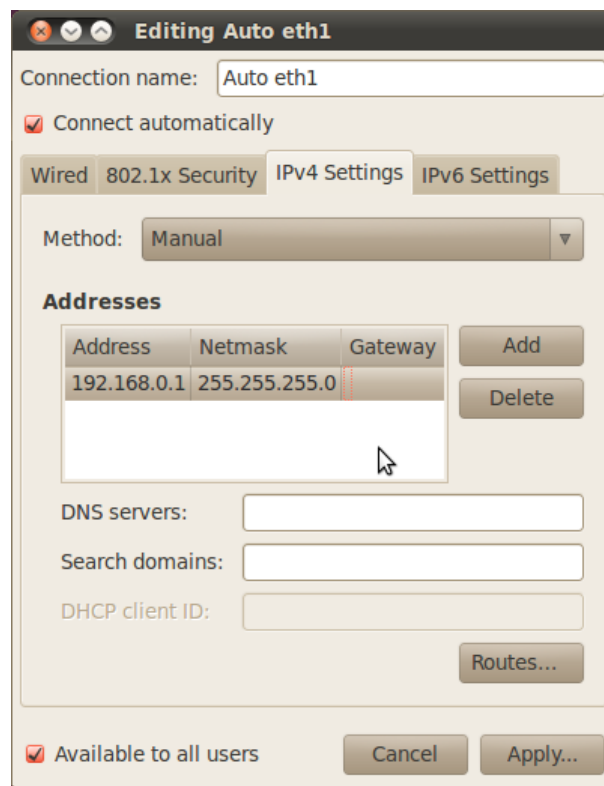 Editing Auto eth1
Connection name: Auto eth1
Connect automatically
Wired 802.1x Security IPv4 Settings IPv6 Settings
Method: Manual
Addresses
Address Netmask Gateway Add
192.168.0.1 255.255.255.0
Delete
DNS servers:
Search domains:
DHCP client ID:
Routes...
Available to all users Cancel Apply...